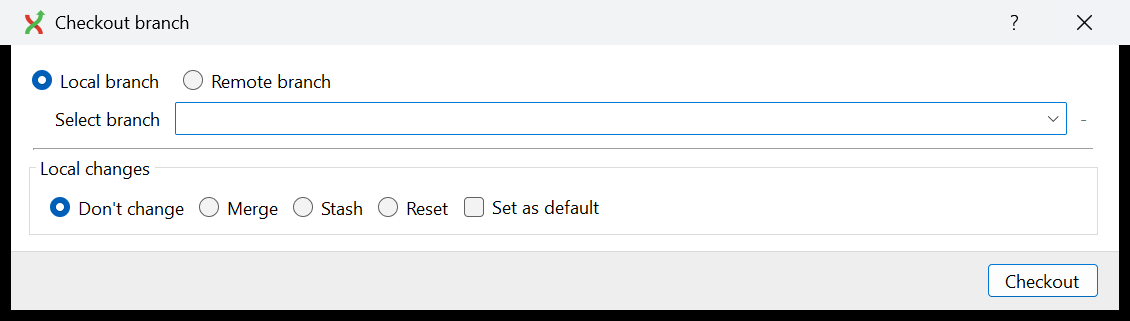 Checkout branch ?
Local branch Remote branch
Select branch -
Local changes
Don't change Merge Stash Reset Set as default
Checkout